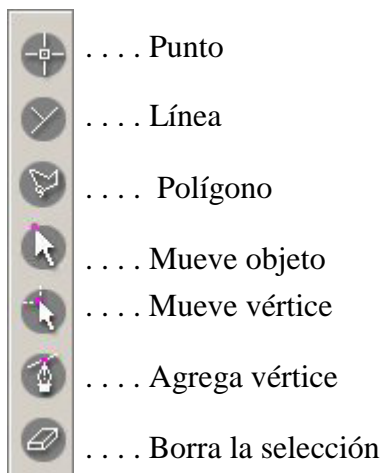 . . . . Punto
. . . . Línea
. . . . Polígono
. . . . Mueve objeto
. . . . Mueve vértice
. . . . Agrega vértice
. . . . Borra la selección